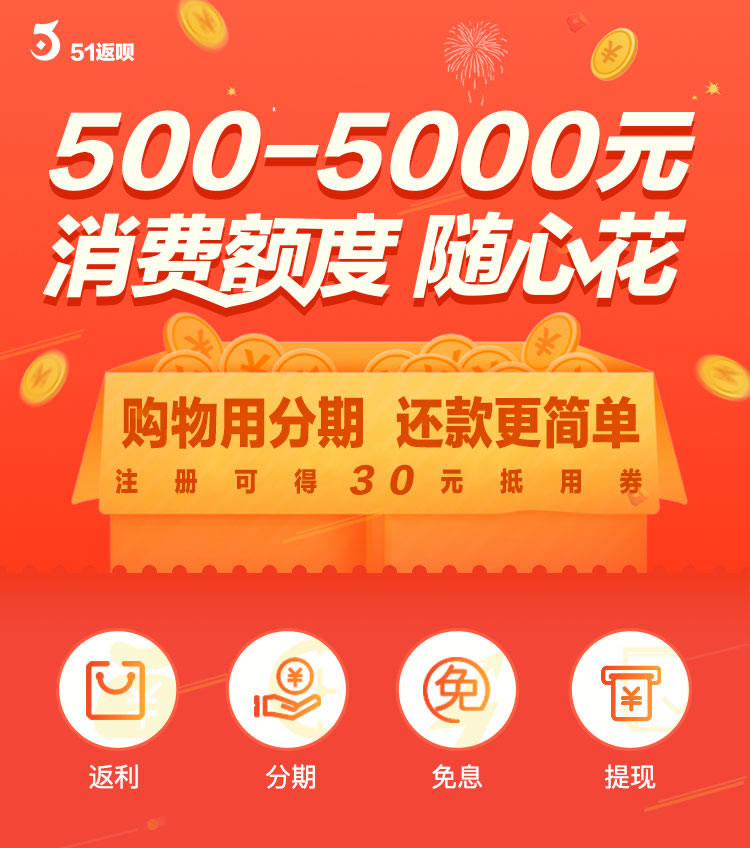 51返呗
500-5000元
消费额度 随心花
购物用分期 还款更简单
注册可得30元抵用券
免
返利 分期 免息 提现